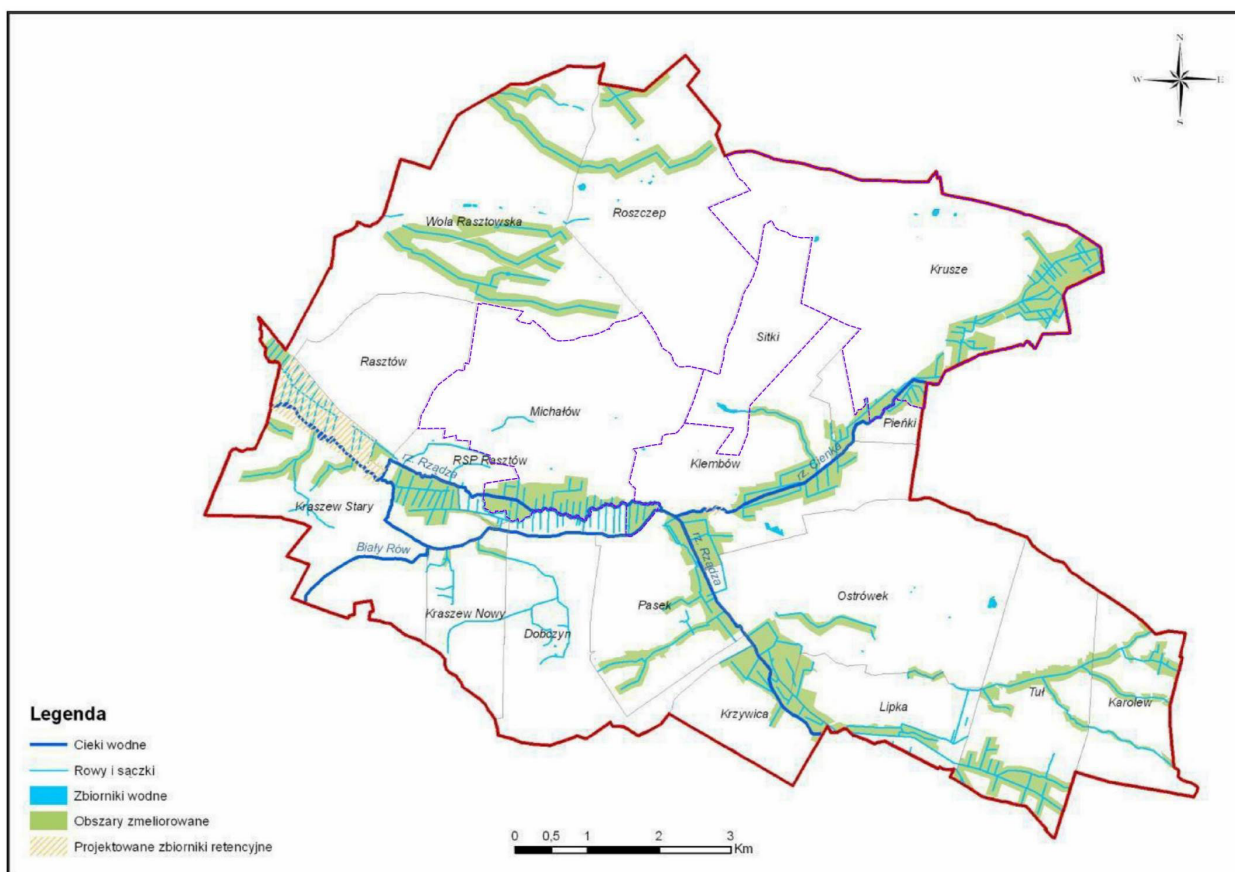 N
W
E
S
Roszczep
Wola Rasztowska
Krusze
Sitki
Rasztów
Michałów
Pieńki
RSP Rasztów
Klembów
rz. Rządza
rz. Cienka
Kraszew Stary
Biały Rów
rz. Rządza
Ostrówek
Pasek
Kraszew Nowy
Dobczyn
Tuł
Karolew
Lipka
Krzywica
Legenda
Cieki wodne
Rowy i sączki
Zbiorniki wodne
Obszary zmeliorowane
Projektowane zbiorniki retencyjne
0 0,5 1 2 3
Km